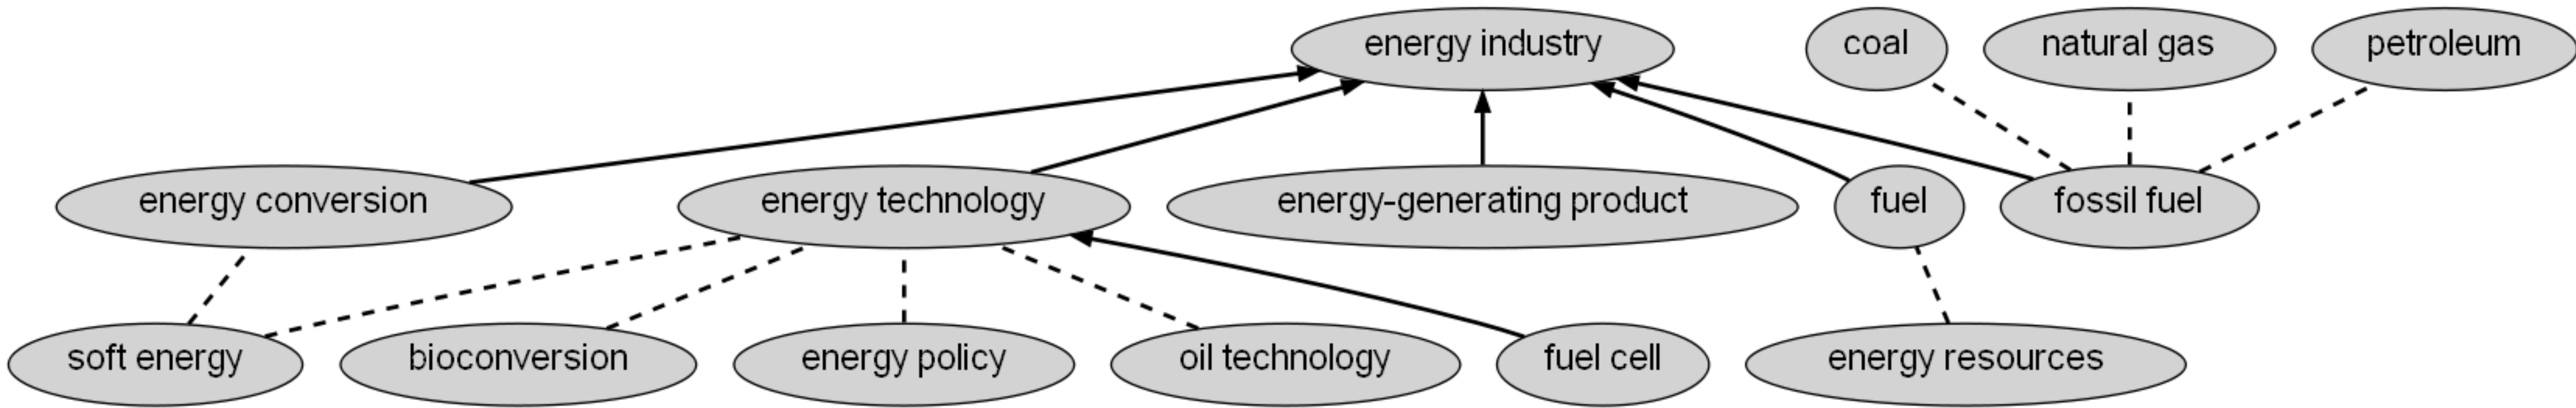 energy industry
coal
natural gas
petroleum
energy conversion
energy technology
energy-generating product
fuel
fossil fuel
soft energy
bioconversion
energy policy
oil technology
fuel cell
energy resources